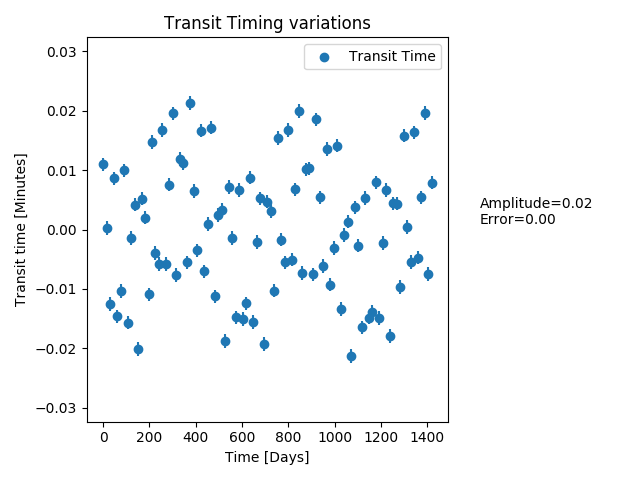 Transit Timing variations
Transit Time
0.03
0.02
0.01
0.00
−0.01
−0.02
−0.03
Transit time [Minutes]
0
200
400
600
800
1000
1200
1400
Time [Days]
Amplitude=0.02
Error=0.00